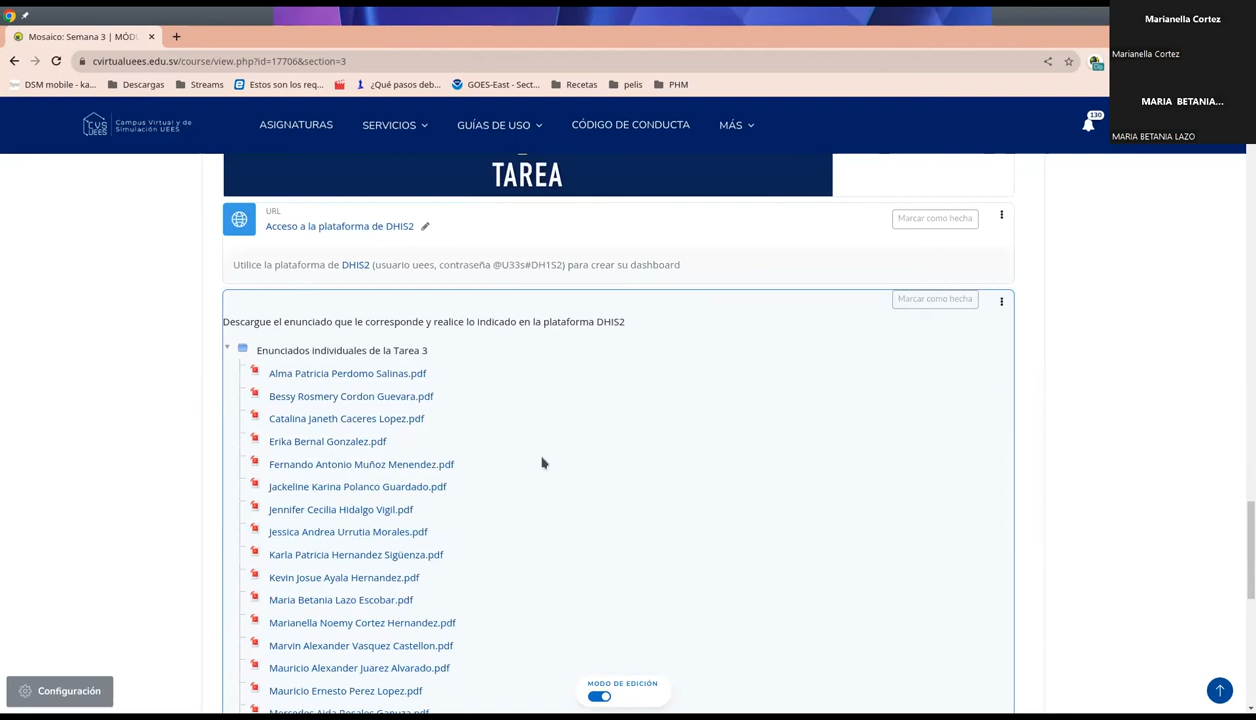 Marianella Cortez
Mosaico: Semana 3 | MÓDU
Marianella Cortez
cvirtualuees.edu.sv/course/view.php?id=17706&section=3
DSM mobile - ka...
Descargas
Streams
Estos son los req...
¿Qué pasos deb...
GOES-East - Sect...
Recetas
pelis
PHM
MARIA BETANIA...
CVS
UEES
Campus Virtual y de
Simulación UEES
ASIGNATURAS
SERVICIOS
GUÍAS DE USO
CÓDIGO DE CONDUCTA
MÁS
130
MARIA BETANIA LAZO
TAREA
URL
Acceso a la plataforma de DHIS2
Marcar como hecha
Utilice la plataforma de DHIS2 (usuario uees, contraseña @U33s#DH1S2) para crear su dashboard
Marcar como hecha
Descargue el enunciado que le corresponde y realice lo indicado en la plataforma DHIS2
Enunciados individuales de la Tarea 3
Alma Patricia Perdomo Salinas.pdf
Bessy Rosmery Cordon Guevara.pdf
Catalina Janeth Caceres Lopez.pdf
Erika Bernal Gonzalez.pdf
Fernando Antonio Muñoz Menendez.pdf
Jackeline Karina Polanco Guardado.pdf
Jennifer Cecilia Hidalgo Vigil.pdf
Jessica Andrea Urrutia Morales.pdf
Karla Patricia Hernandez Sigüenza.pdf
Kevin Josue Ayala Hernandez.pdf
Maria Betania Lazo Escobar.pdf
Marianella Noemy Cortez Hernandez.pdf
Marvin Alexander Vasquez Castellon.pdf
Mauricio Alexander Juarez Alvarado.pdf
Mauricio Ernesto Perez Lopez.pdf
Mercedes Aida Rosales Ganuza.pdf
MODO DE EDICIÓN
Configuración